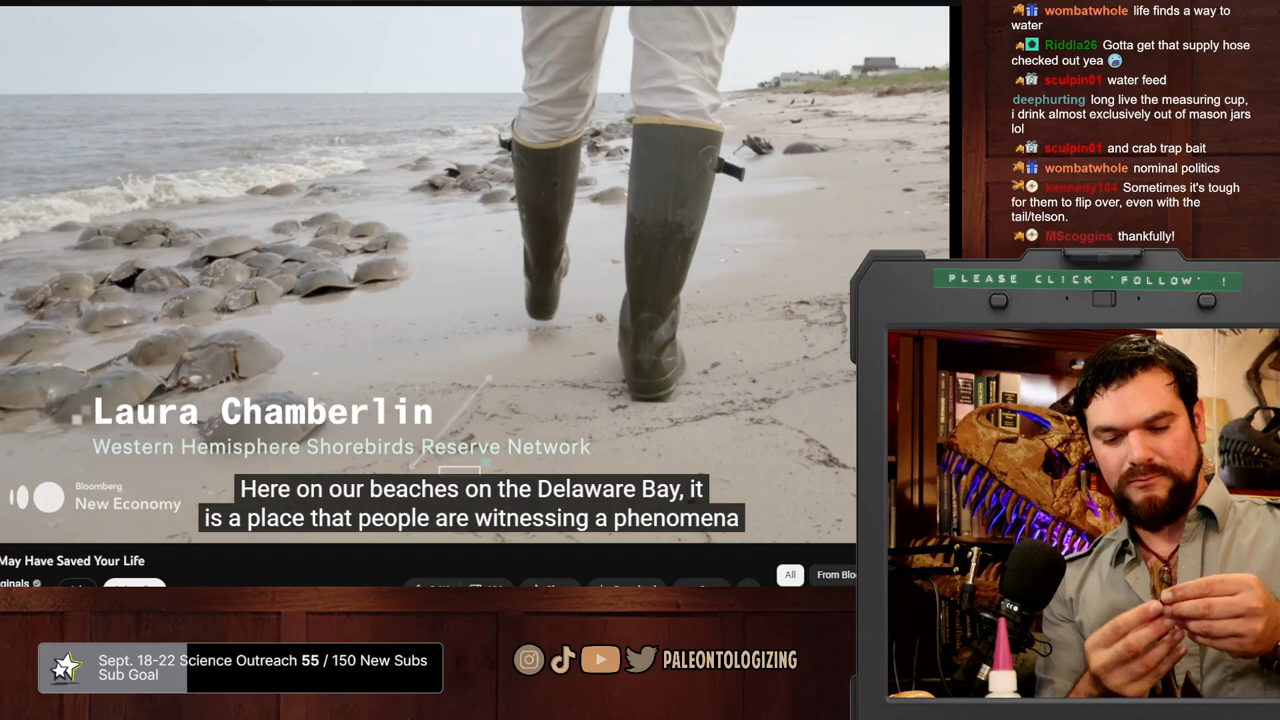 wombatwhole life finds a way to
water
Riddla26 Gotta get that supply hose
checked out yea
sculpin01 water feed
deephurting long live the measuring cup,
i drink almost exclusively out of mason jars
lol
sculpin01 and crab trap bait
wombatwhole nominal politics
kennedy104 Sometimes it's tough
for them to flip over, even with the
tail/telson.
MScoggins thankfully!
PLEASE CLICK 'FOLLOW' !
Laura Chamberlin
Western Hemisphere Shorebirds Reserve Network
Bloomberg
New Economy
Here on our beaches on the Delaware Bay, it
is a place that people are witnessing a phenomena
May Have Saved Your Life
ginals
All
From Blo
Sept. 18-22 Science Outreach 55 / 150 New Subs
Sub Goal
PALEONTOLOGIZING